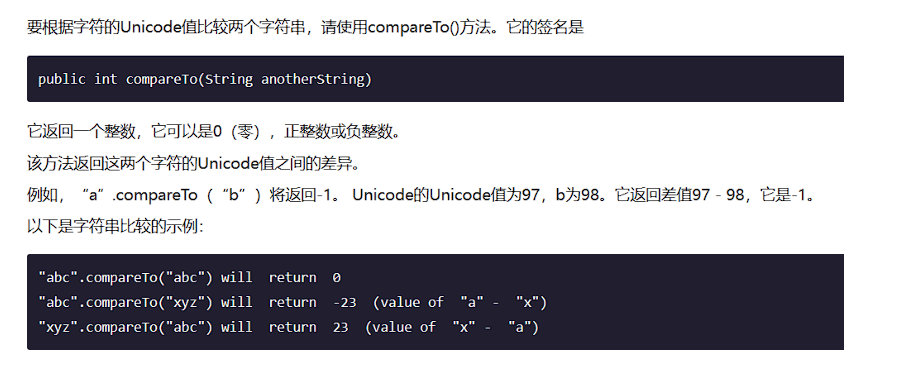 要根据字符的Unicode值比较两个字符串，请使用compareTo()方法。它的签名是
public int compareTo(String anotherString)
它返回一个整数，它可以是0（零），正整数或负整数。
该方法返回这两个字符的Unicode值之间的差异。
例如，“a”.compareTo（“b”）将返回-1。 Unicode的Unicode值为97，b为98。它返回差值97 - 98，它是-1。
以下是字符串比较的示例：
"abc".compareTo("abc") will  return  0
"abc".compareTo("xyz") will  return  -23  (value of  "a" -  "x")
"xyz".compareTo("abc") will  return  23  (value of  "x" -  "a")